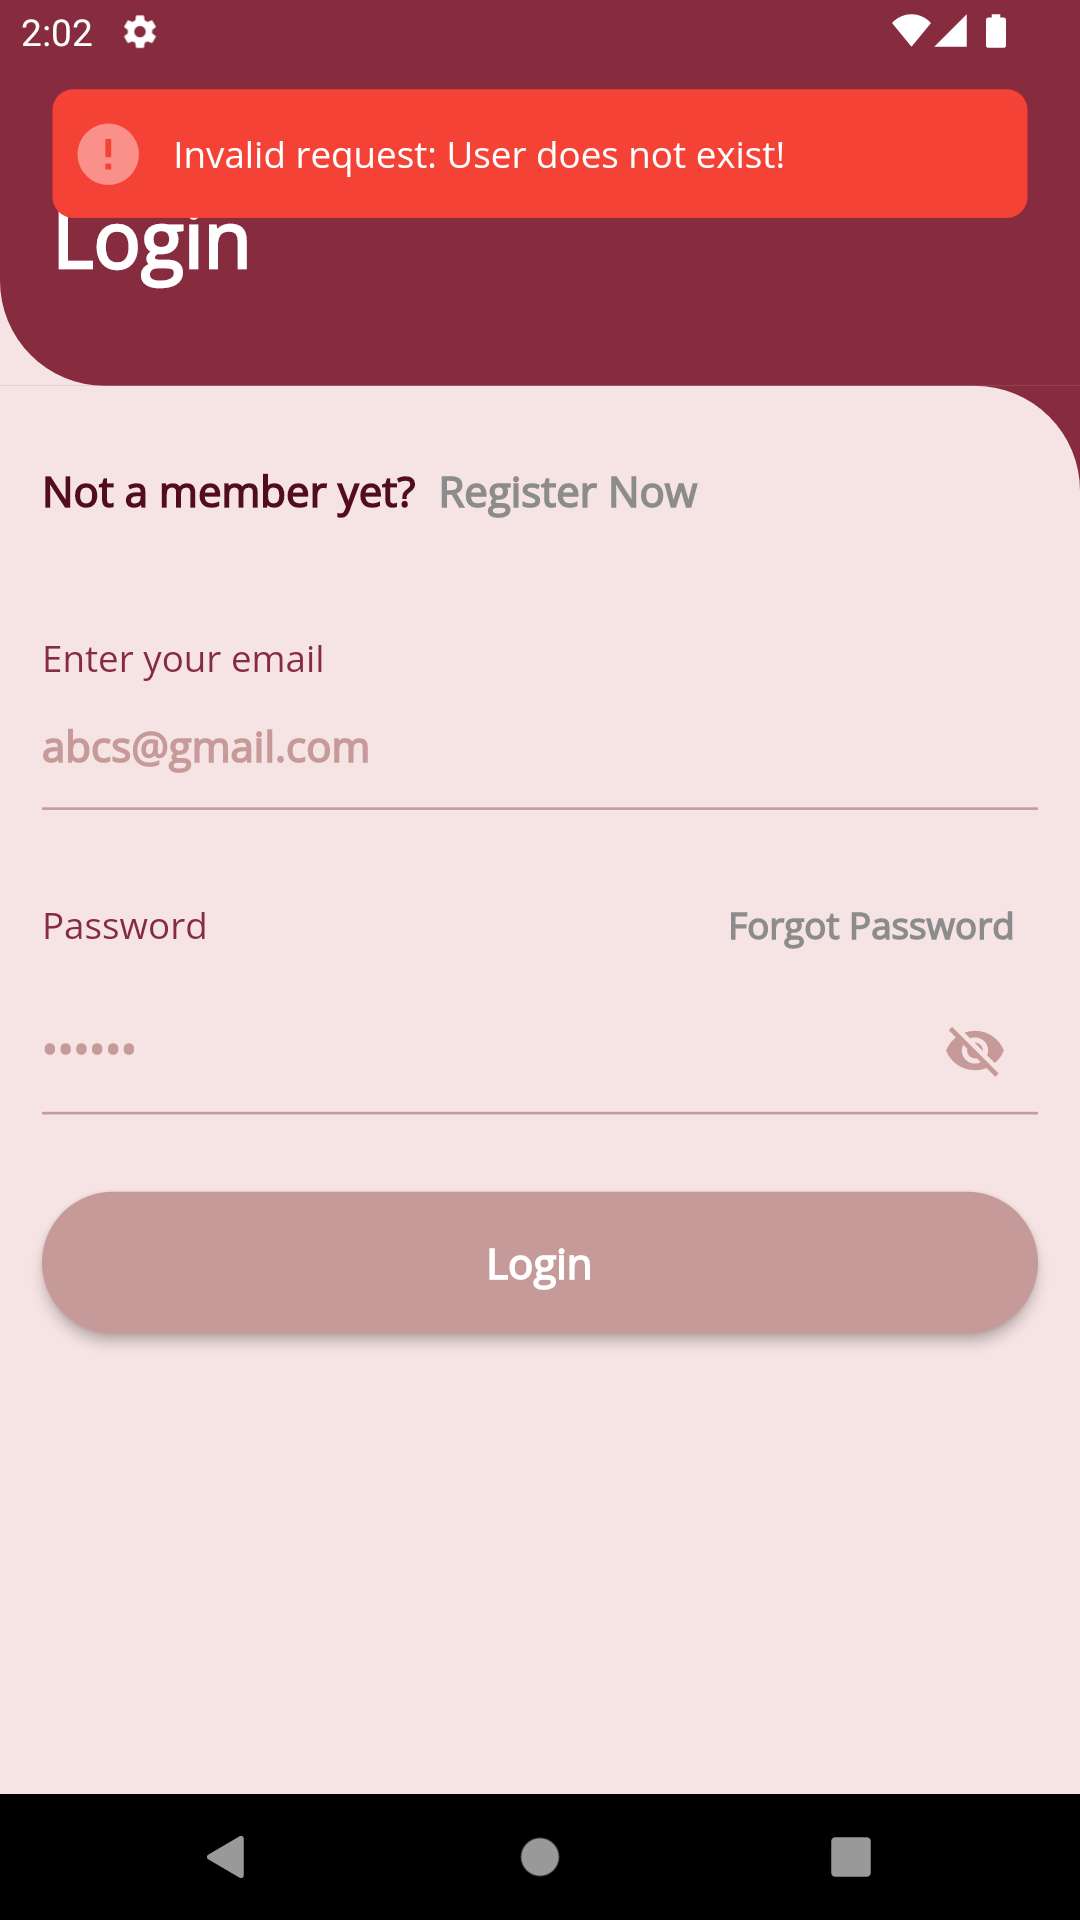 2:02
Invalid request: User does not exist!
Login
Not a member yet? Register Now
Enter your email
abcs@gmail.com
Password Forgot Password
••••••
Login